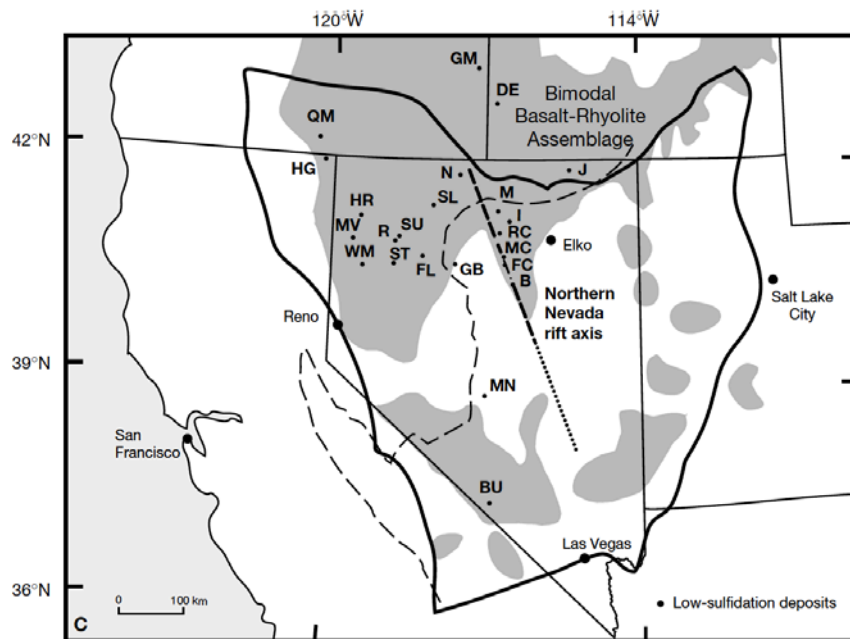 120°W
114°W
GM
DE
Bimodal
Basalt-Rhyolite
Assemblage
42°N
QM
HG
N
J
SL
M
HR
I
MV
R
SU
RC
Elko
WM
ST
MC
FL
GB
FC
B
Northern
Nevada
rift axis
Salt Lake
City
Reno
39°N
MN
San
Francisco
BU
Las Vegas
36°N
0 100 km
C
Low-sulfidation deposits